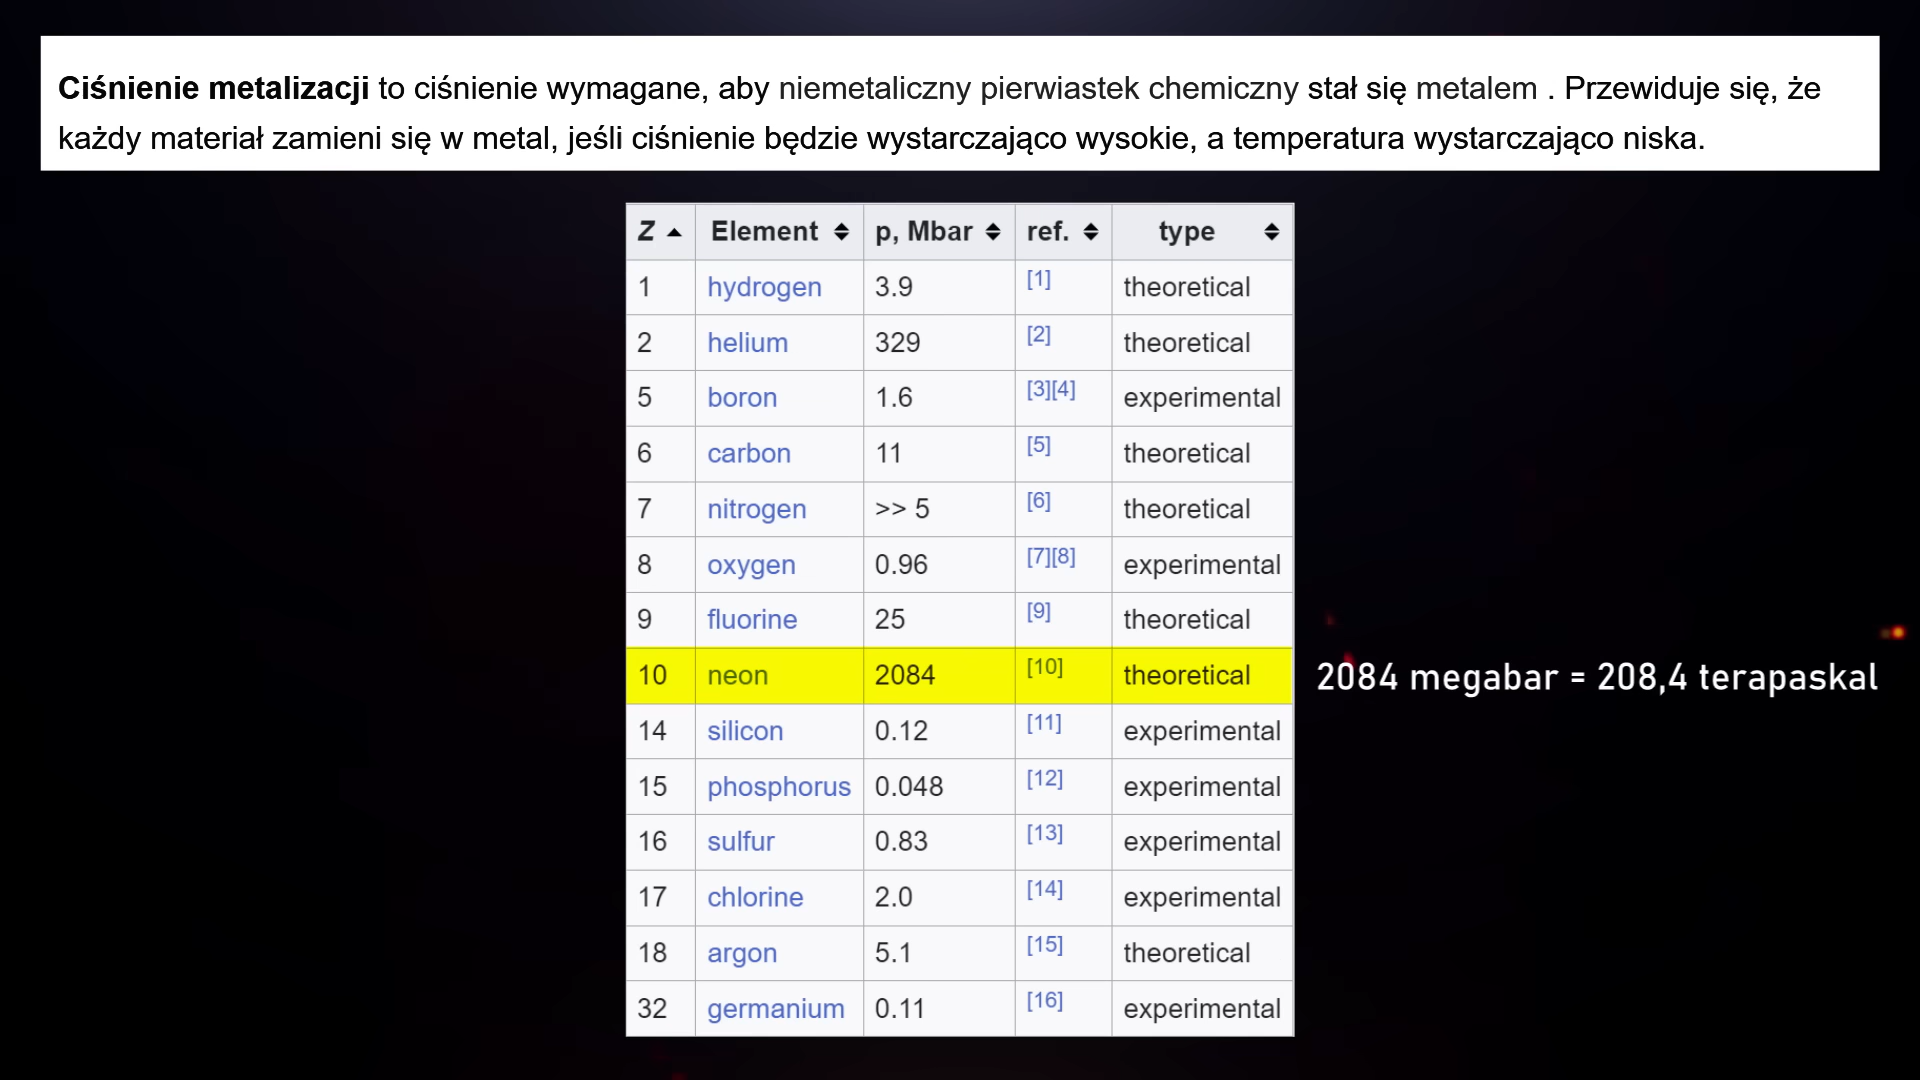 Ciśnienie metalizacji to ciśnienie wymagane, aby niemetaliczny pierwiastek chemiczny stał się metalem . Przewiduje się, że
każdy materiał zamieni się w metal, jeśli ciśnienie będzie wystarczająco wysokie, a temperatura wystarczająco niska.
Z Element p, Mbar ref. type
1 hydrogen 3.9 [1] theoretical
2 helium 329 [2] theoretical
5 boron 1.6 [3][4] experimental
6 carbon 11 [5] theoretical
7 nitrogen >> 5 [6] theoretical
8 oxygen 0.96 [7][8] experimental
9 fluorine 25 [9] theoretical
10 neon 2084 [10] theoretical 2084 megabar = 208,4 terapaskal
14 silicon 0.12 [11] experimental
15 phosphorus 0.048 [12] experimental
16 sulfur 0.83 [13] experimental
17 chlorine 2.0 [14] experimental
18 argon 5.1 [15] theoretical
32 germanium 0.11 [16] experimental